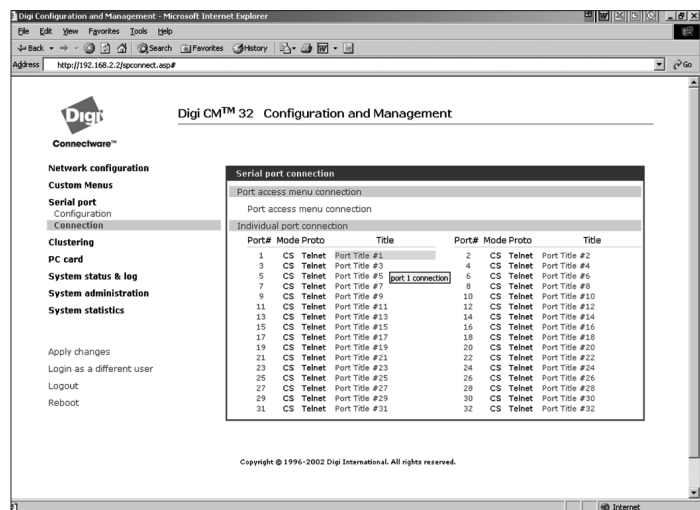 Digi Configuration and Management - Microsoft Internet Explorer
File Edit View Favorites Tools Help
Back Search Favorites History
Address http://192.168.2.2/spconnect.asp# Go
Digi
Connectware™
Digi CM™ 32 Configuration and Management
Network configuration
Custom Menus
Serial port
Configuration
Connection
Clustering
PC card
System status & log
System administration
System statistics
Apply changes
Login as a different user
Logout
Reboot
Serial port connection
Port access menu connection
Port access menu connection
Individual port connection
Port# Mode Proto Title Port# Mode Proto Title
1 CS Telnet Port Title #1 2 CS Telnet Port Title #2
3 CS Telnet Port Title #3 4 CS Telnet Port Title #4
5 CS Telnet Port Title #5 port 1 connection 6 CS Telnet Port Title #6
7 CS Telnet Port Title #7 8 CS Telnet Port Title #8
9 CS Telnet Port Title #9 10 CS Telnet Port Title #10
11 CS Telnet Port Title #11 12 CS Telnet Port Title #12
13 CS Telnet Port Title #13 14 CS Telnet Port Title #14
15 CS Telnet Port Title #15 16 CS Telnet Port Title #16
17 CS Telnet Port Title #17 18 CS Telnet Port Title #18
19 CS Telnet Port Title #19 20 CS Telnet Port Title #20
21 CS Telnet Port Title #21 22 CS Telnet Port Title #22
23 CS Telnet Port Title #23 24 CS Telnet Port Title #24
25 CS Telnet Port Title #25 26 CS Telnet Port Title #26
27 CS Telnet Port Title #27 28 CS Telnet Port Title #28
29 CS Telnet Port Title #29 30 CS Telnet Port Title #30
31 CS Telnet Port Title #31 32 CS Telnet Port Title #32
Copyright © 1996-2002 Digi International. All rights reserved.
Internet